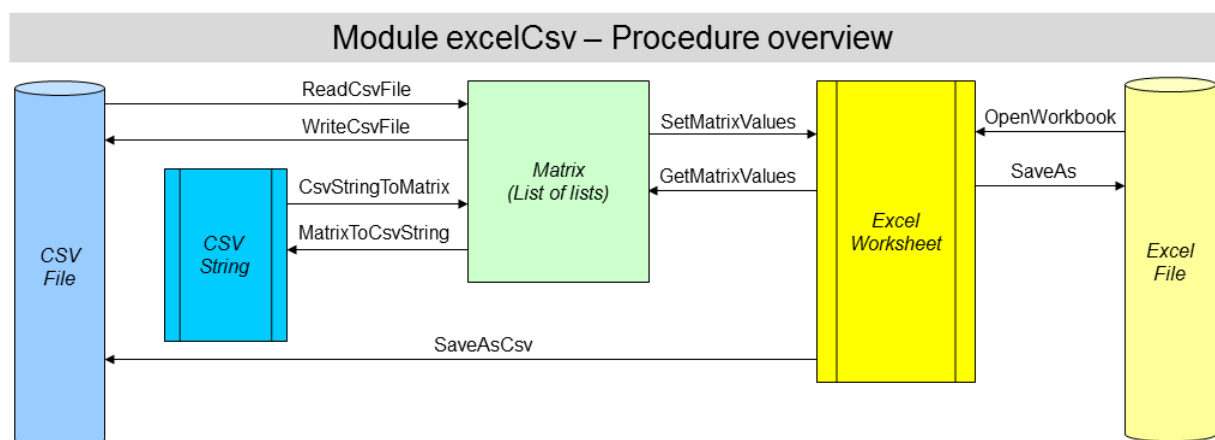 Module excelCsv – Procedure overview
ReadCsvFile
WriteCsvFile
CsvStringToMatrix
MatrixToCsvString
CSV
File
CSV
String
Matrix
(List of lists)
SetMatrixValues
GetMatrixValues
Excel
Worksheet
OpenWorkbook
SaveAs
Excel
File
SaveAsCsv